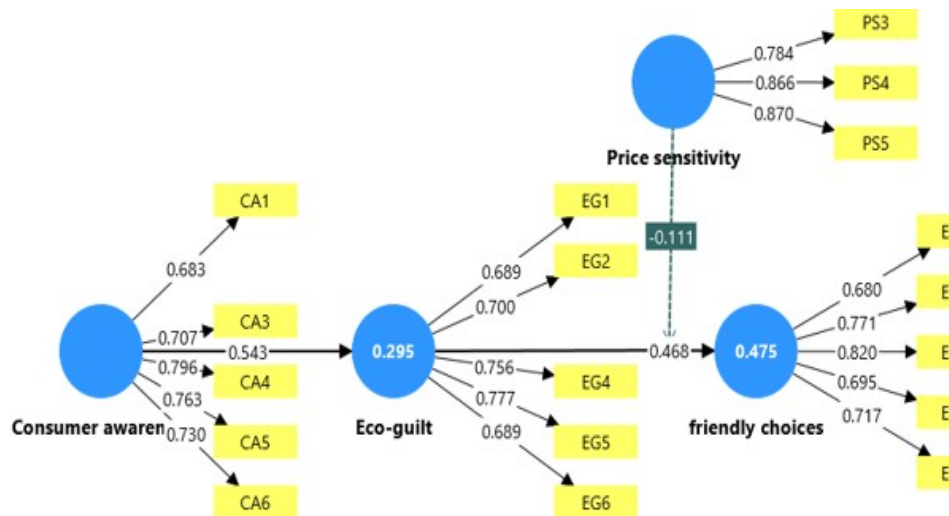 PS3
0.784
0.866
PS4
0.870
PS5
Price sensitivity
CA1
EG1
-0.111
0.683
0.689
EG2
0.700
E
0.680
E
0.707
CA3
0.771
0.543
0.295
0.468
0.475
0.820
E
0.796
CA4
0.756
EG4
0.695
E
0.763
0.777
0.717
Consumer awaren
0.730
CA5
Eco-guilt
0.689
EG5
friendly choices
E
CA6
EG6